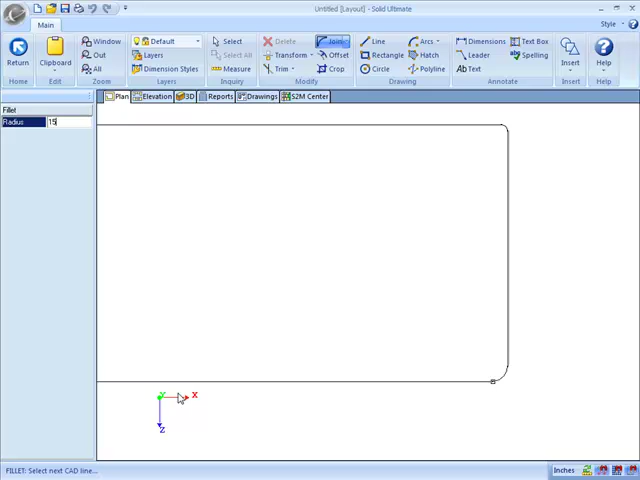 Untitled [Layout] - Solid Ultimate
Main
Style
Return
Clipboard
Window
Out
All
Default
Layers
Dimension Styles
Select
Select All
Measure
Delete
Transform
Trim
Join
Offset
Crop
Line
Rectangle
Circle
Arcs
Hatch
Polyline
Dimensions
Leader
Text
Text Box
Spelling
Insert
Help
Home
Edit
Zoom
Layers
Inquiry
Modify
Drawing
Annotate
Insert
Help
Plan
Elevation
3D
Reports
Drawings
S2M Center
Fillet
Radius
15
Y
X
Z
FILLET: Select next CAD line...
Inches